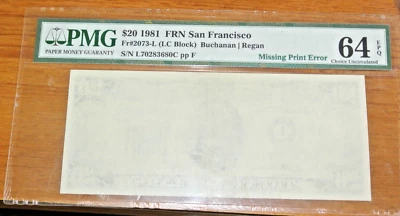 PMG
PAPER MONEY GUARANTY
$20 1981 FRN San Francisco
Fr#2073-L (LC Block) Buchanan | Regan
S/N L70283680C pp F
Missing Print Error
64 EPQ
Choice Uncirculated